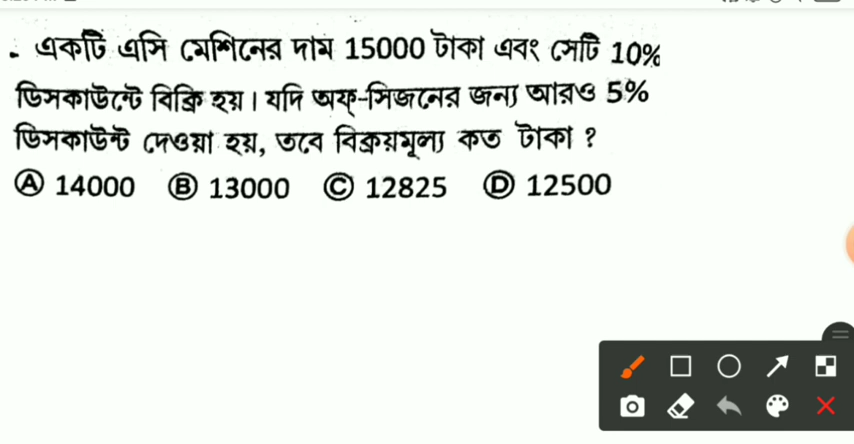 . একটি এসি মেশিনের দাম 15000 টাকা এবং সেটি 10%
ডিসকাউন্টে বিক্রি হয়। যদি অফ্-সিজনের জন্য আরও 5%
ডিসকাউন্ট দেওয়া হয়, তবে বিক্রয়মূল্য কত টাকা ?
Ⓐ 14000 Ⓑ 13000 Ⓒ 12825 Ⓓ 12500